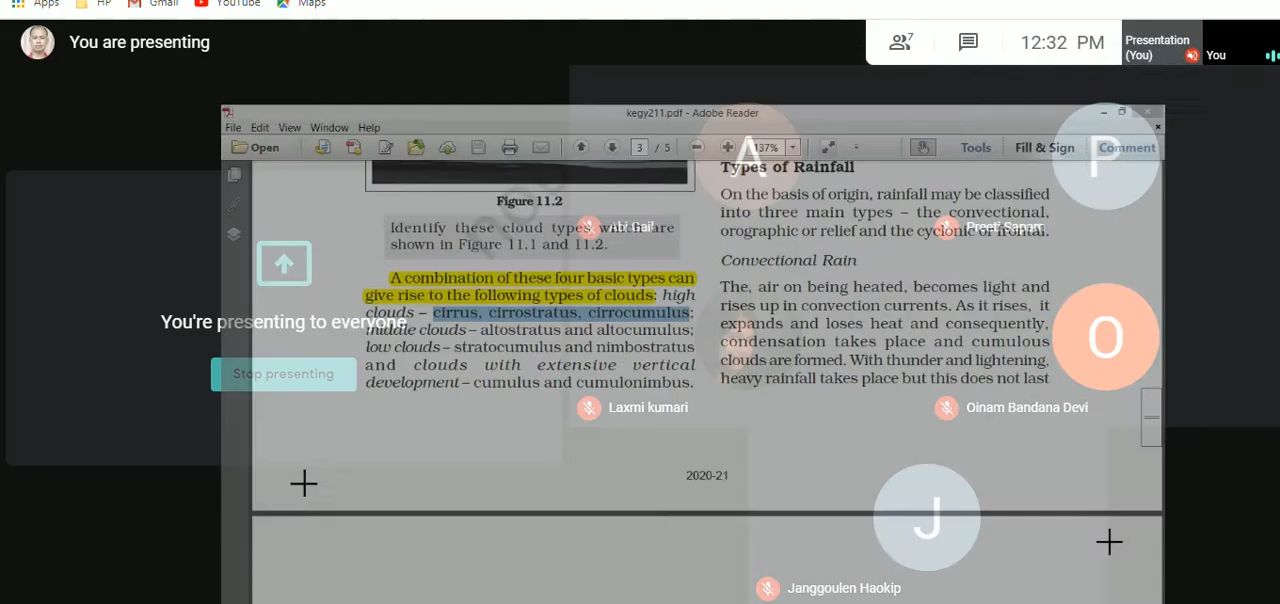 Apps HP Gmail YouTube Maps
You are presenting
7
12:32 PM
Presentation
(You)
You
kegy211.pdf - Adobe Reader
File Edit View Window Help
Open
3 / 5
137%
Tools Fill & Sign Comment
Figure 11.2
Identify these cloud types which are
shown in Figure 11.1 and 11.2.
A combination of these four basic types can
give rise to the following types of clouds: high
clouds – cirrus, cirrostratus, cirrocumulus;
middle clouds – altostratus and altocumulus;
low clouds – stratocumulus and nimbostratus
and clouds with extensive vertical
development – cumulus and cumulonimbus.
Types of Rainfall
On the basis of origin, rainfall may be classified
into three main types – the convectional,
orographic or relief and the cyclonic or frontal.
Convectional Rain
The, air on being heated, becomes light and
rises up in convection currents. As it rises, it
expands and loses heat and consequently,
condensation takes place and cumulous
clouds are formed. With thunder and lightening,
heavy rainfall takes place but this does not last
2020-21
You're presenting to everyone
Stop presenting
A
Abi Gail
P
Preeti Sanam
Laxmi kumari
O
Oinam Bandana Devi
J
Janggoulen Haokip